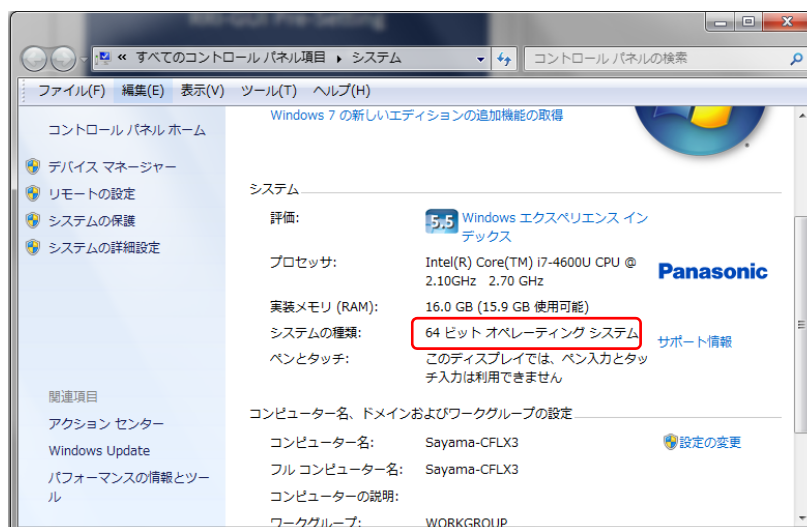 RRI-GUI Pre-Setting
« すべてのコントロール パネル項目 ▸ システム
コントロール パネルの検索
ファイル(F) 編集(E) 表示(V) ツール(T) ヘルプ(H)
コントロール パネル ホーム
デバイス マネージャー
リモートの設定
システムの保護
システムの詳細設定
関連項目
アクション センター
Windows Update
パフォーマンスの情報とツー
ル
Windows 7 の新しいエディションの追加機能の取得
システム
評価: 5,5 Windows エクスペリエンス イン
デックス
プロセッサ: Intel(R) Core(TM) i7-4600U CPU @
2.10GHz 2.70 GHz
Panasonic
実装メモリ (RAM): 16.0 GB (15.9 GB 使用可能)
システムの種類: 64 ビット オペレーティング システム
サポート情報
ペンとタッチ: このディスプレイでは、ペン入力とタッ
チ入力は利用できません
コンピューター名、ドメインおよびワークグループの設定
コンピューター名: Sayama-CFLX3
設定の変更
フル コンピューター名: Sayama-CFLX3
コンピューターの説明:
ワークグループ: WORKGROUP